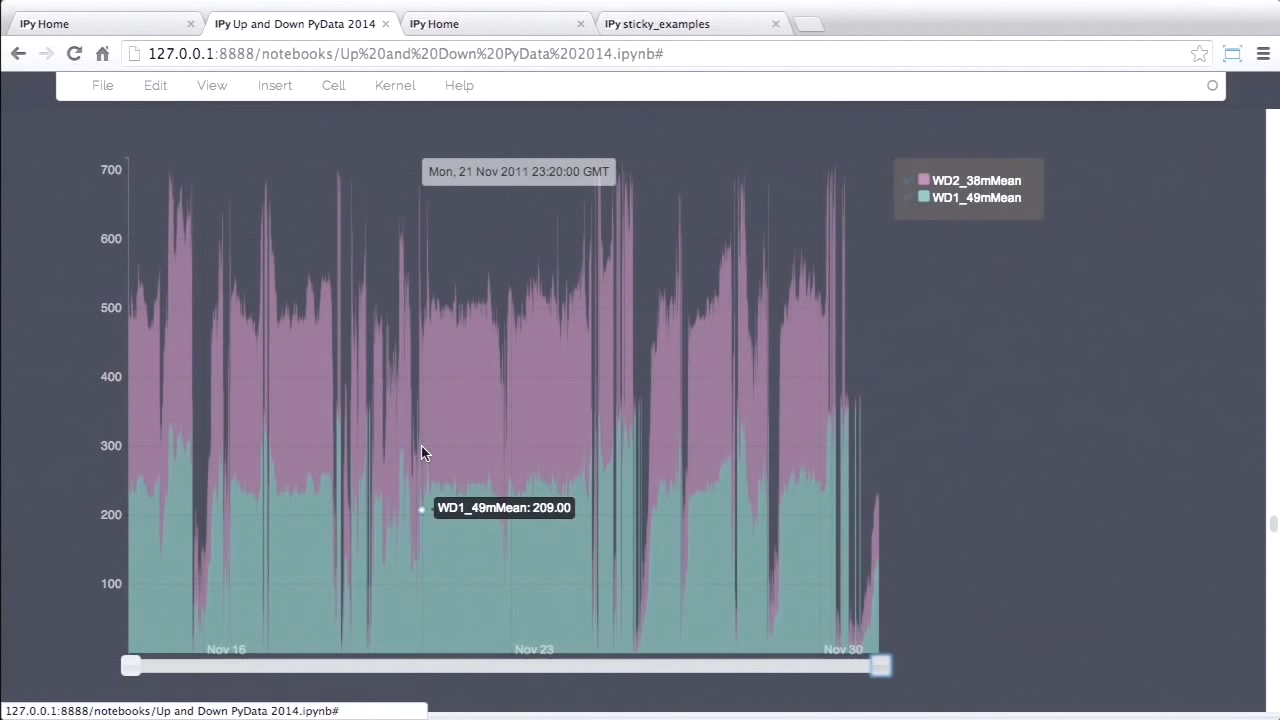 IPy Home
IPy Up and Down PyData 2014
IPy Home
IPy sticky_examples
127.0.0.1:8888/notebooks/Up%20and%20Down%20PyData%202014.ipynb#
File Edit View Insert Cell Kernel Help
Mon, 21 Nov 2011 23:20:00 GMT
WD2_38mMean
WD1_49mMean
700
600
500
400
300
200
100
WD1_49mMean: 209.00
Nov 16
Nov 23
Nov 30
127.0.0.1:8888/notebooks/Up and Down PyData 2014.ipynb#